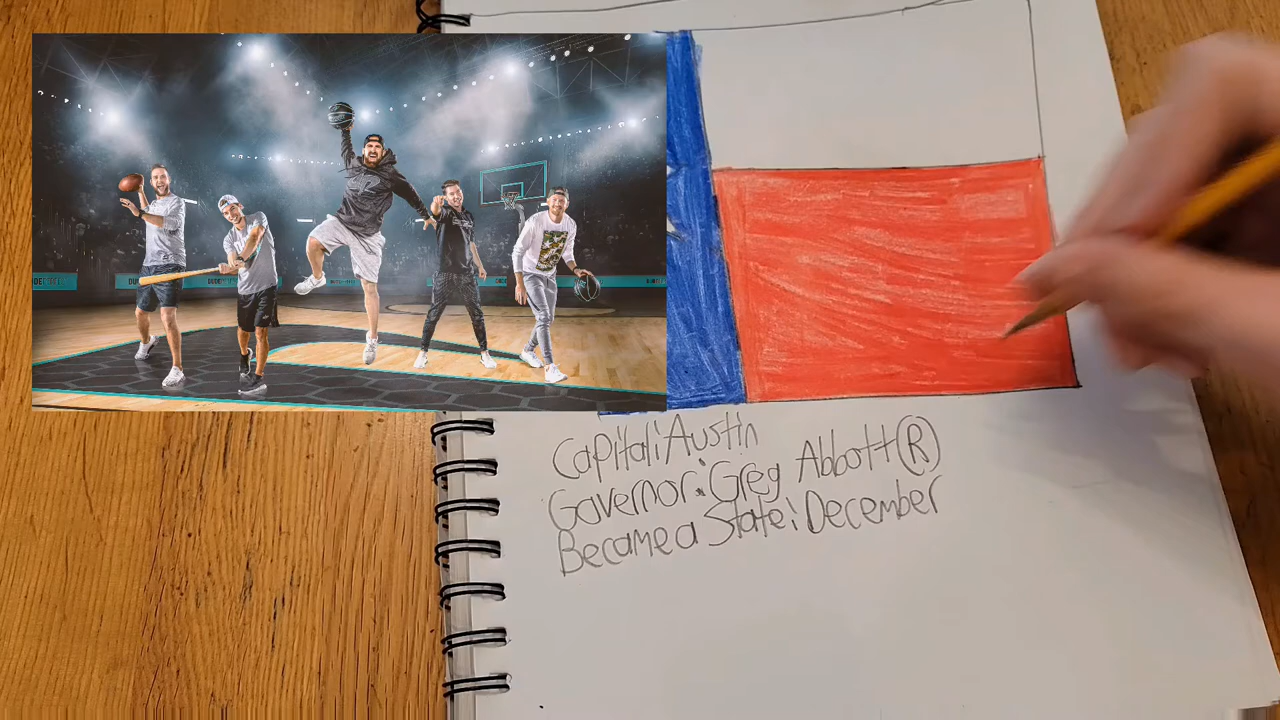 Capital: Austin
Governor: Greg Abbott (R)
Became a State: December